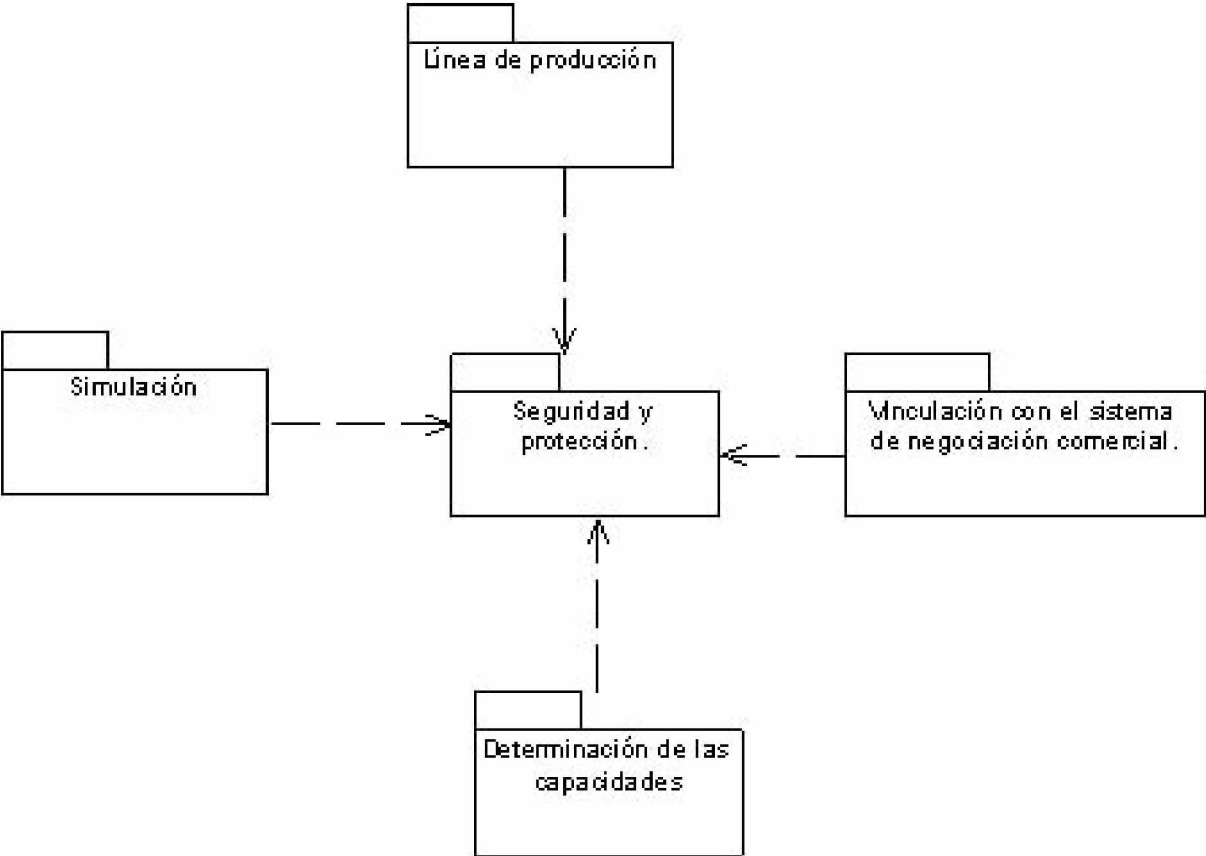 Línea de producción
Simulación
Seguridad y
protección.
Vinculación con el sistema
de negociación comercial.
Determinación de las
capacidades